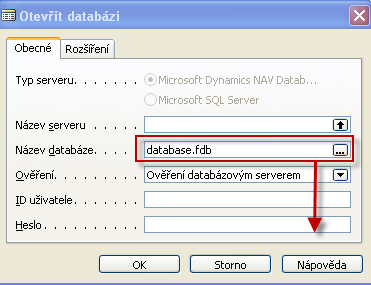 Otevřít databázi
Obecné Rozšíření
Typ serveru . . . . . . . Microsoft Dynamics NAV Datab...
Microsoft SQL Server
Název serveru . . . . .
Název databáze. . . . . database.fdb ...
Ověření. . . . . . . . . . Ověření databázovým serverem
ID uživatele . . . . . . .
Heslo . . . . . . . . . . .
OK Storno Nápověda